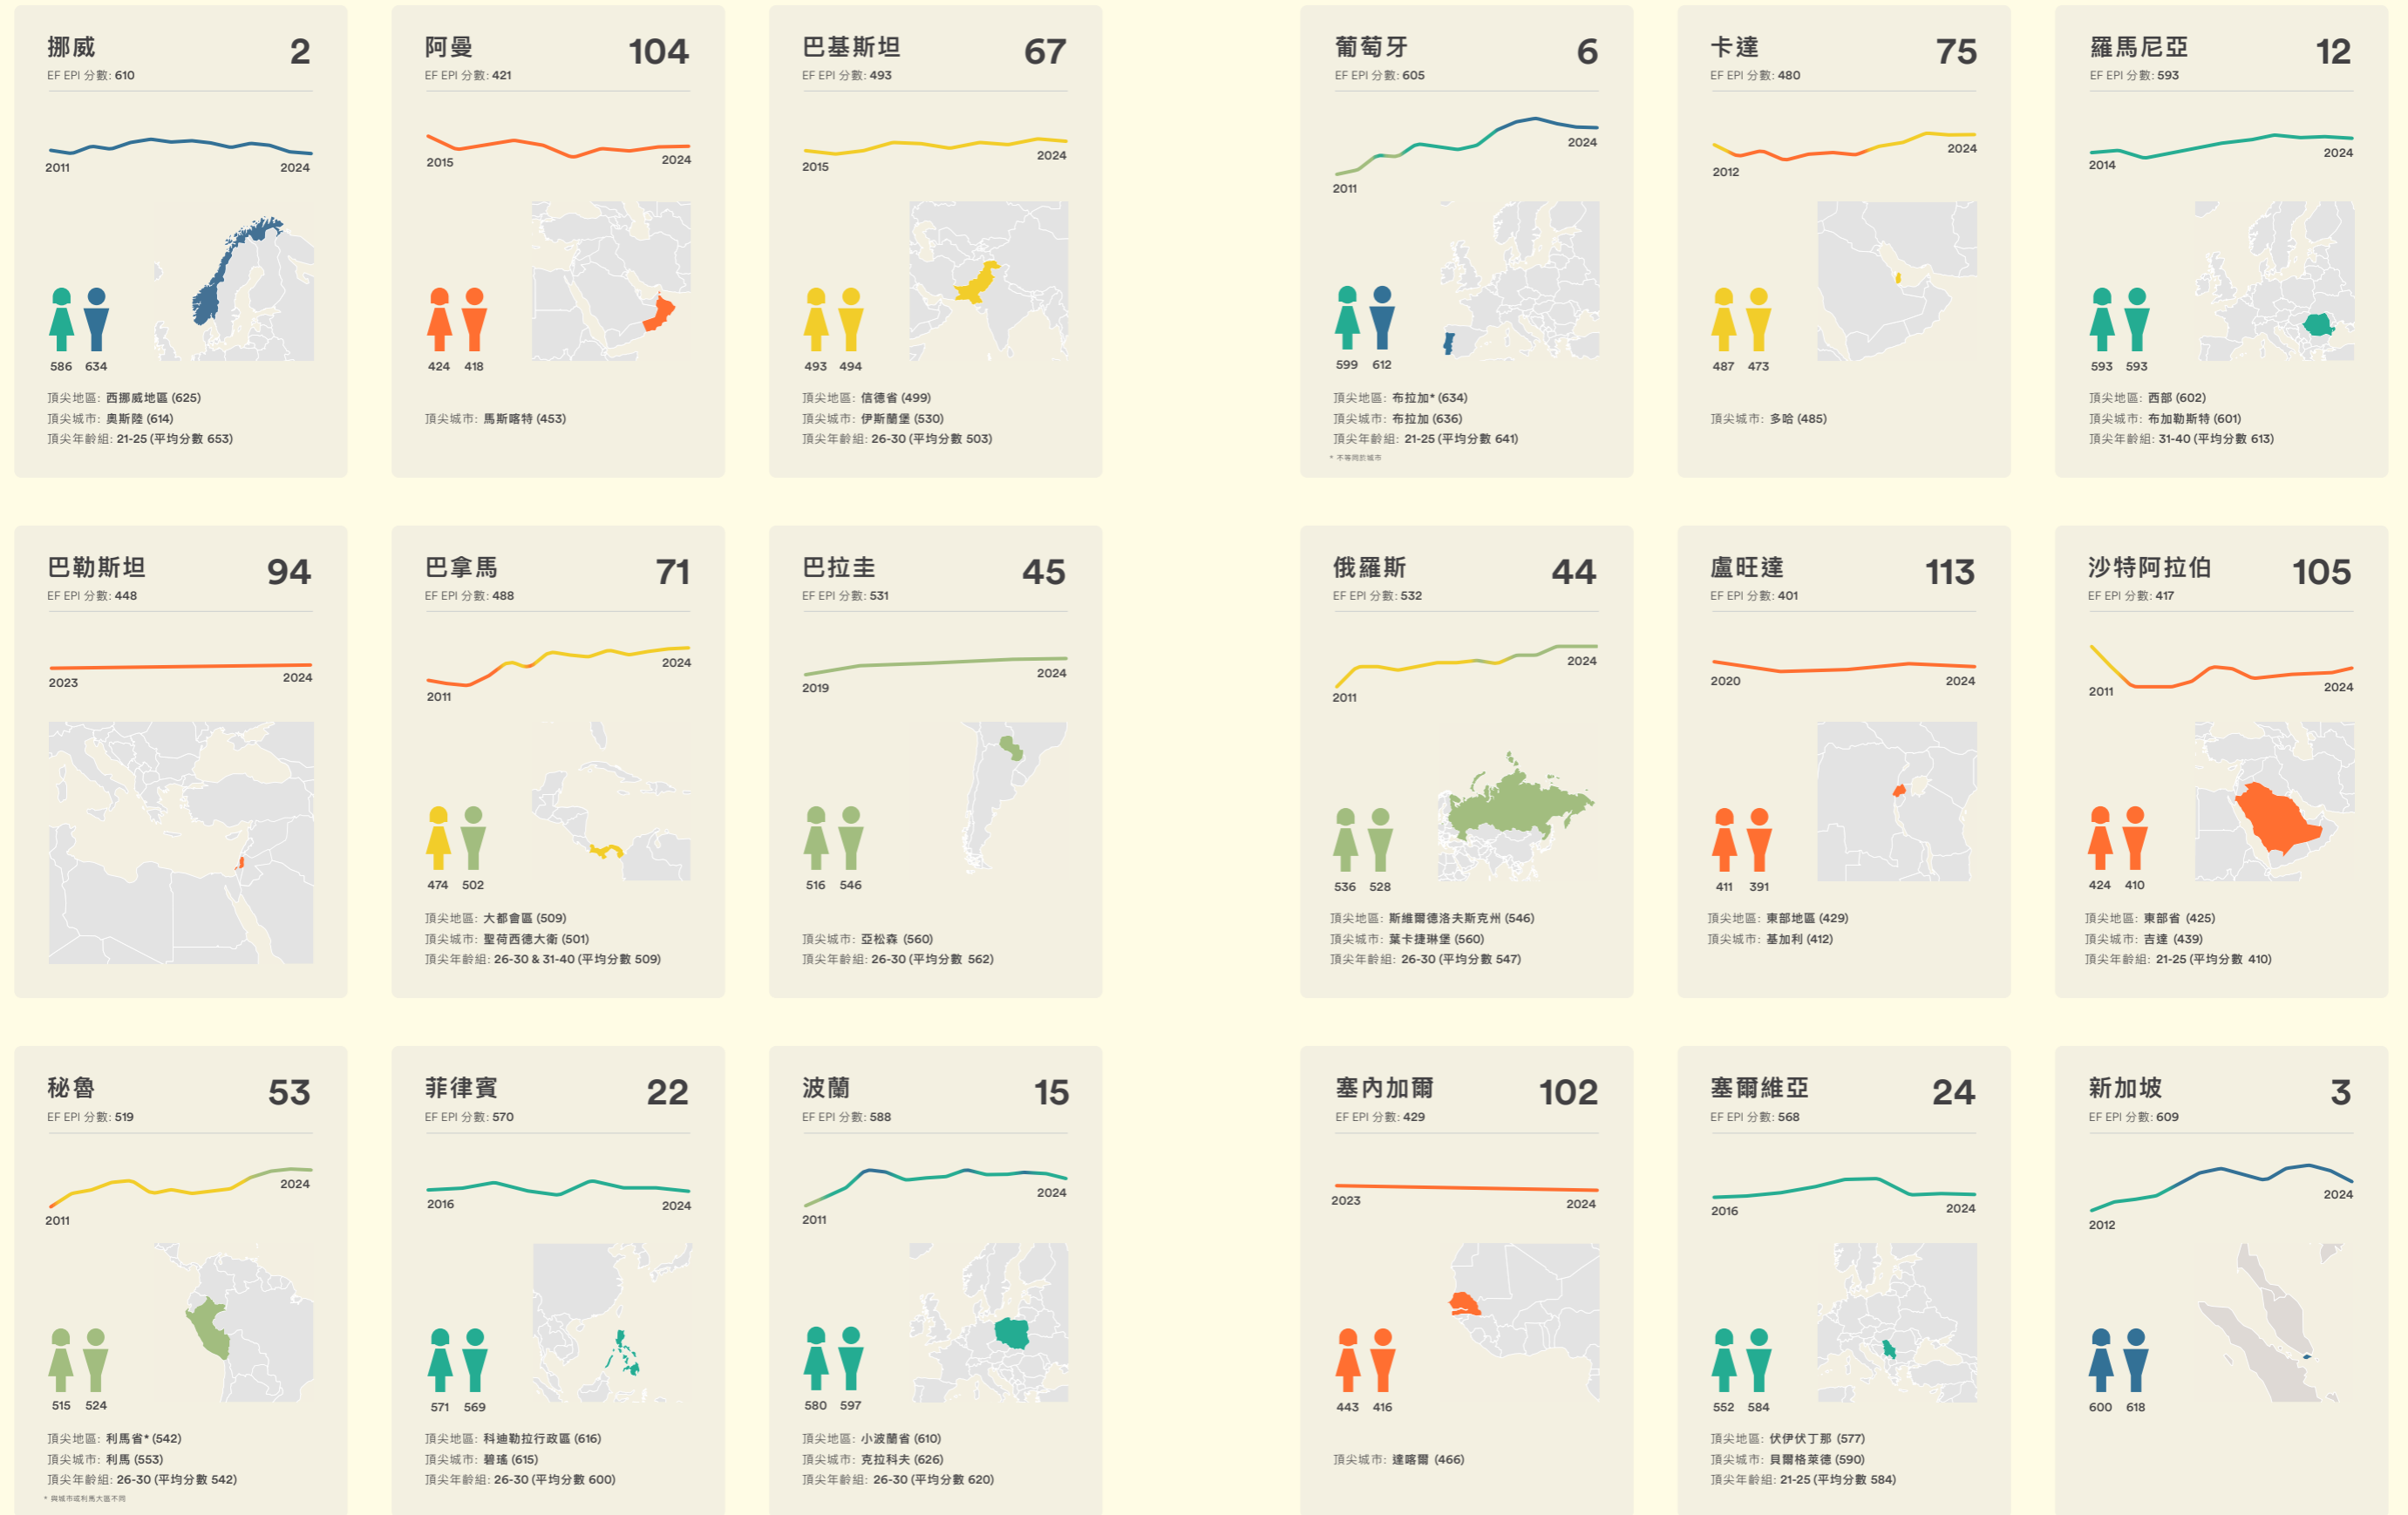 挪威
2
EF EPI 分數: 610
2011
2024
586
634
頂尖地區: 西挪威地區 (625)
頂尖城市: 奧斯陸 (614)
頂尖年齡組: 21-25 (平均分數 653)
阿曼
104
EF EPI 分數: 421
2015
2024
424
418
頂尖城市: 馬斯喀特 (453)
巴基斯坦
67
EF EPI 分數: 493
2015
2024
493
494
頂尖地區: 信德省 (499)
頂尖城市: 伊斯蘭堡 (530)
頂尖年齡組: 26-30 (平均分數 503)
葡萄牙
6
EF EPI 分數: 605
2011
2024
599
612
頂尖地區: 布拉加* (634)
頂尖城市: 布拉加 (636)
頂尖年齡組: 21-25 (平均分數 641)
* 不等同於城市
卡達
75
EF EPI 分數: 480
2012
2024
487
473
頂尖城市: 多哈 (485)
羅馬尼亞
12
EF EPI 分數: 593
2014
2024
593
593
頂尖地區: 西部 (602)
頂尖城市: 布加勒斯特 (601)
頂尖年齡組: 31-40 (平均分數 613)
巴勒斯坦
94
EF EPI 分數: 448
2023
2024
巴拿馬
71
EF EPI 分數: 488
2011
2024
474
502
頂尖地區: 大都會區 (509)
頂尖城市: 聖荷西德大衛 (501)
頂尖年齡組: 26-30 & 31-40 (平均分數 509)
巴拉圭
45
EF EPI 分數: 531
2019
2024
516
546
頂尖城市: 亞松森 (560)
頂尖年齡組: 26-30 (平均分數 562)
俄羅斯
44
EF EPI 分數: 532
2011
2024
536
528
頂尖地區: 斯維爾德洛夫斯克州 (546)
頂尖城市: 葉卡捷琳堡 (560)
頂尖年齡組: 26-30 (平均分數 547)
盧旺達
113
EF EPI 分數: 401
2020
2024
411
391
頂尖地區: 東部地區 (429)
頂尖城市: 基加利 (412)
沙特阿拉伯
105
EF EPI 分數: 417
2011
2024
424
410
頂尖地區: 東部省 (425)
頂尖城市: 吉達 (439)
頂尖年齡組: 21-25 (平均分數 410)
秘魯
53
EF EPI 分數: 519
2011
2024
515
524
頂尖地區: 利馬省* (542)
頂尖城市: 利馬 (553)
頂尖年齡組: 26-30 (平均分數 542)
* 與城市或利馬大區不同
菲律賓
22
EF EPI 分數: 570
2016
2024
571
569
頂尖地區: 科迪勒拉行政區 (616)
頂尖城市: 碧瑤 (615)
頂尖年齡組: 26-30 (平均分數 600)
波蘭
15
EF EPI 分數: 588
2011
2024
580
597
頂尖地區: 小波蘭省 (610)
頂尖城市: 克拉科夫 (626)
頂尖年齡組: 26-30 (平均分數 620)
塞內加爾
102
EF EPI 分數: 429
2023
2024
443
416
頂尖城市: 達喀爾 (466)
塞爾維亞
24
EF EPI 分數: 568
2016
2024
552
584
頂尖地區: 伏伊伏丁那 (577)
頂尖城市: 貝爾格萊德 (590)
頂尖年齡組: 21-25 (平均分數 584)
新加坡
3
EF EPI 分數: 609
2012
2024
600
618